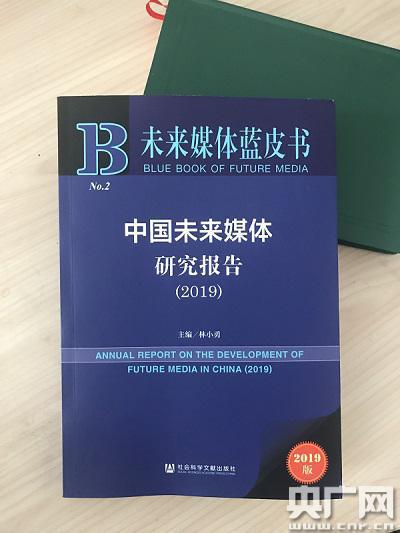 B
No.2
未来媒体蓝皮书
BLUE BOOK OF FUTURE MEDIA
中国未来媒体
研究报告
(2019)
主编／林小勇
ANNUAL REPORT ON THE DEVELOPMENT OF
FUTURE MEDIA IN CHINA (2019)
2019
版
社会科学文献出版社
央广网
www.cnr.cn